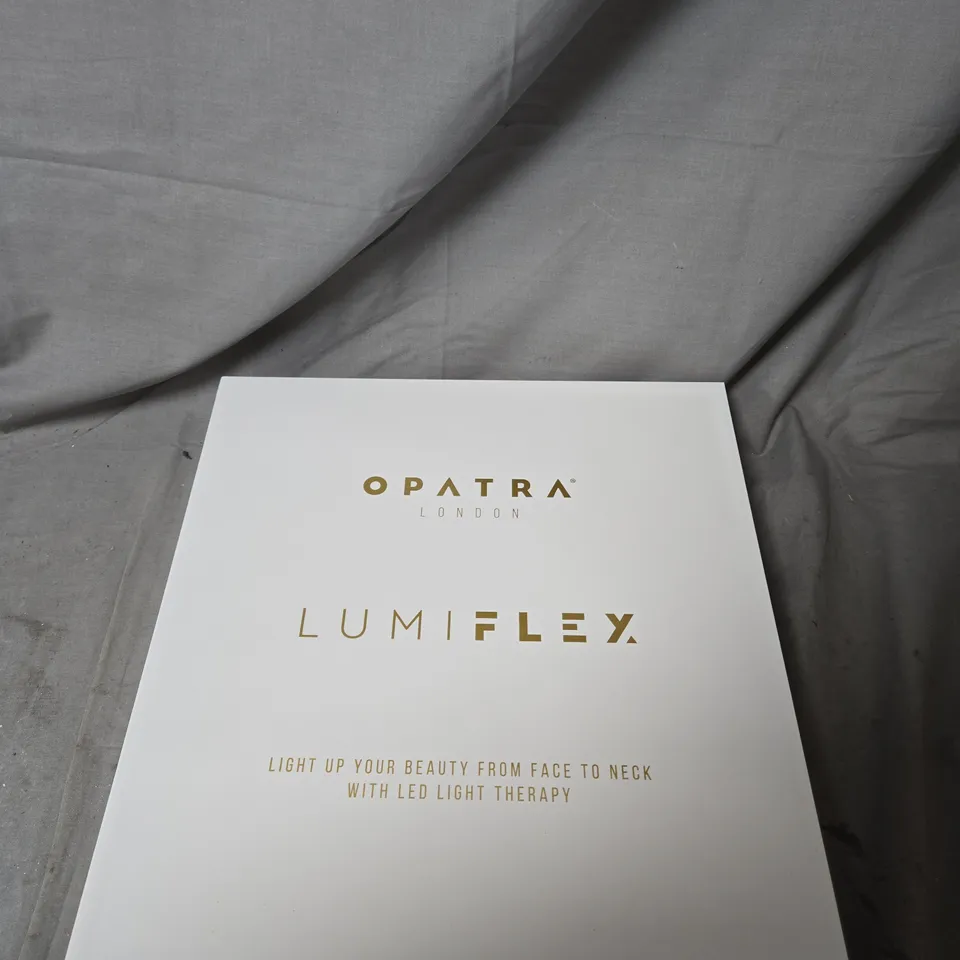 OPATRA®
LONDON
LUMIFLEX
LIGHT UP YOUR BEAUTY FROM FACE TO NECK
WITH LED LIGHT THERAPY